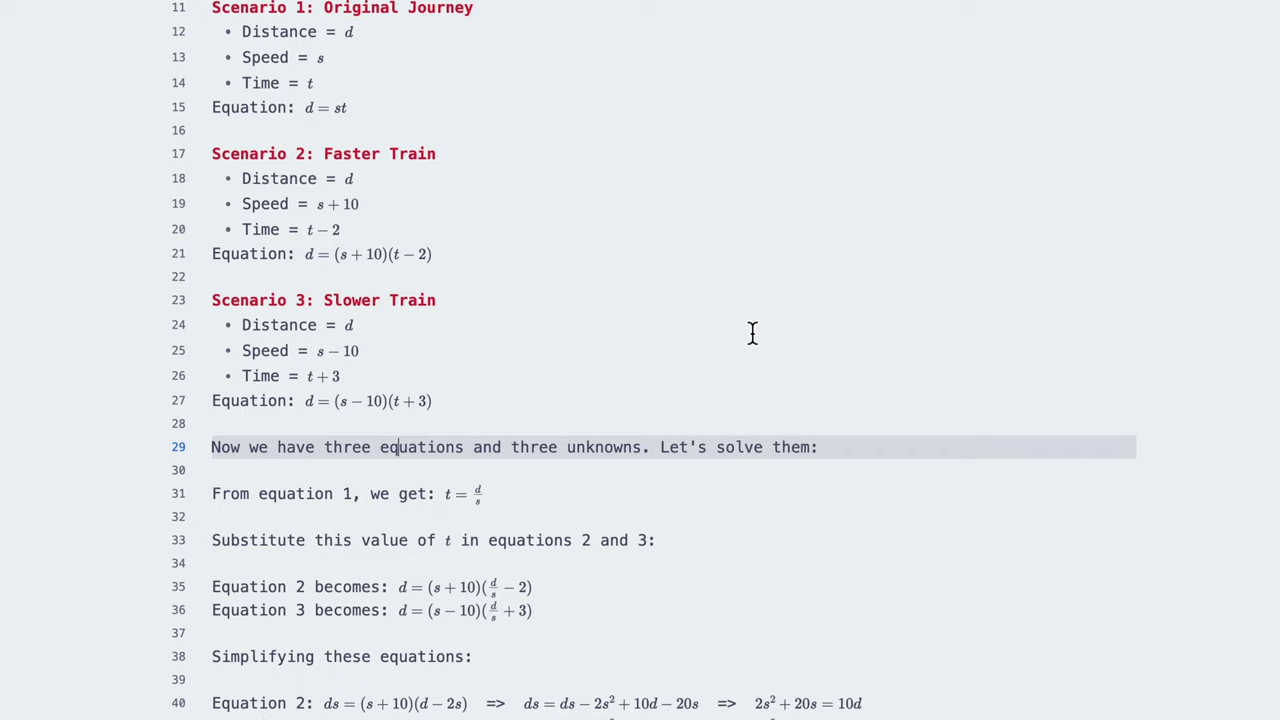 11 Scenario 1: Original Journey
12 • Distance = d
13 • Speed = s
14 • Time = t
15 Equation: d = st
16
17 Scenario 2: Faster Train
18 • Distance = d
19 • Speed = s + 10
20 • Time = t − 2
21 Equation: d = (s + 10)(t − 2)
22
23 Scenario 3: Slower Train
24 • Distance = d
25 • Speed = s − 10
26 • Time = t + 3
27 Equation: d = (s − 10)(t + 3)
28
29 Now we have three equations and three unknowns. Let's solve them:
30
31 From equation 1, we get: t = d/s
32
33 Substitute this value of t in equations 2 and 3:
34
35 Equation 2 becomes: d = (s + 10)(d/s − 2)
36 Equation 3 becomes: d = (s − 10)(d/s + 3)
37
38 Simplifying these equations:
39
40 Equation 2: ds = (s + 10)(d − 2s) => ds = ds − 2s² + 10d − 20s => 2s² + 20s = 10d